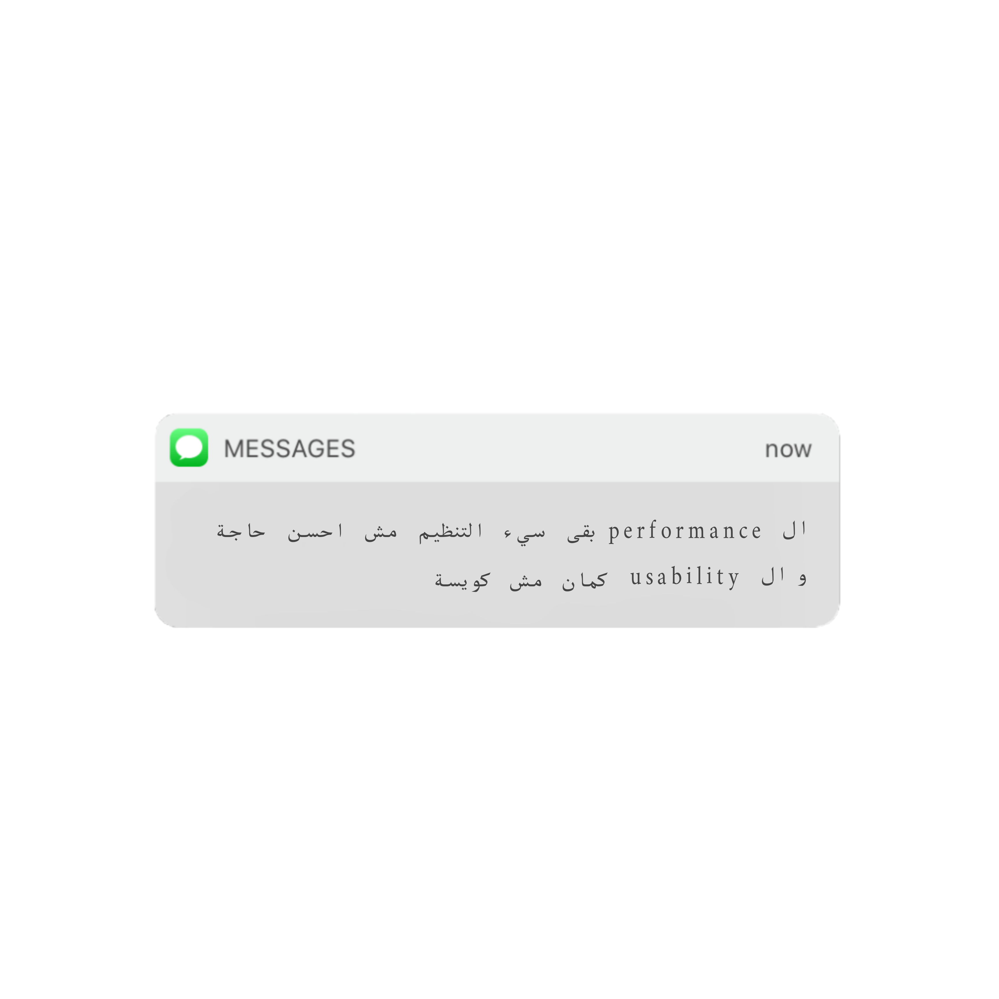 MESSAGES now
ال performance بقى سيء التنظيم مش احسن حاجة
و ال usability كمان مش كويسة